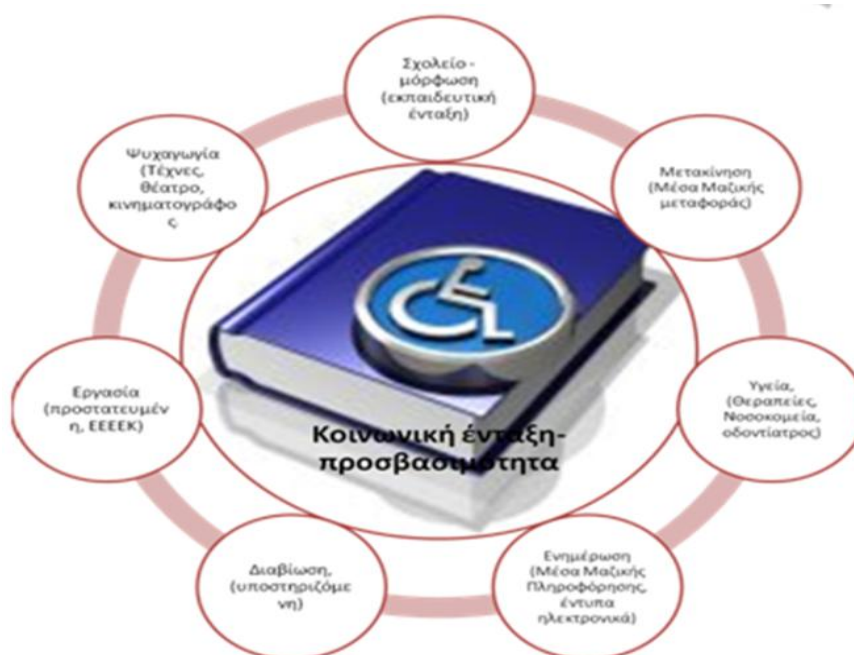 Σχολείο -
μόρφωση
(εκπαιδευτική
ένταξη)
Μετακίνηση
(Μέσα Μαζικής
μεταφοράς)
Υγεία,
(Θεραπείες,
Νοσοκομεία,
οδοντίατρος)
Ενημέρωση
(Μέσα Μαζικής
Πληροφόρησης,
έντυπα
ηλεκτρονικά)
Διαβίωση,
(υποστηριζόμε
νη)
Εργασία
(προστατευμέν
η, ΕΕΕΕΚ)
Ψυχαγωγία
(Τέχνες,
θέατρο,
κινηματογράφο
ς.
Κοινωνική ένταξη-
προσβασιμότητα